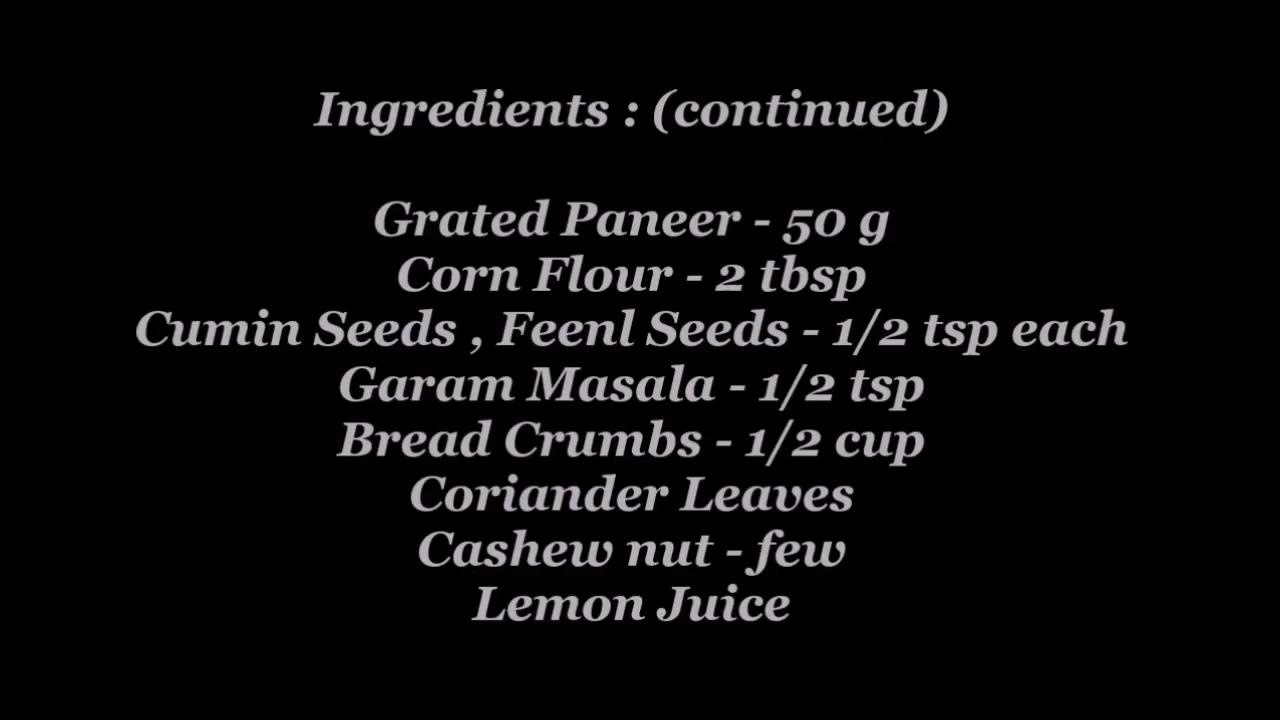 Ingredients : (continued)
Grated Paneer - 50 g
Corn Flour - 2 tbsp
Cumin Seeds , Feenl Seeds - 1/2 tsp each
Garam Masala - 1/2 tsp
Bread Crumbs - 1/2 cup
Coriander Leaves
Cashew nut - few
Lemon Juice